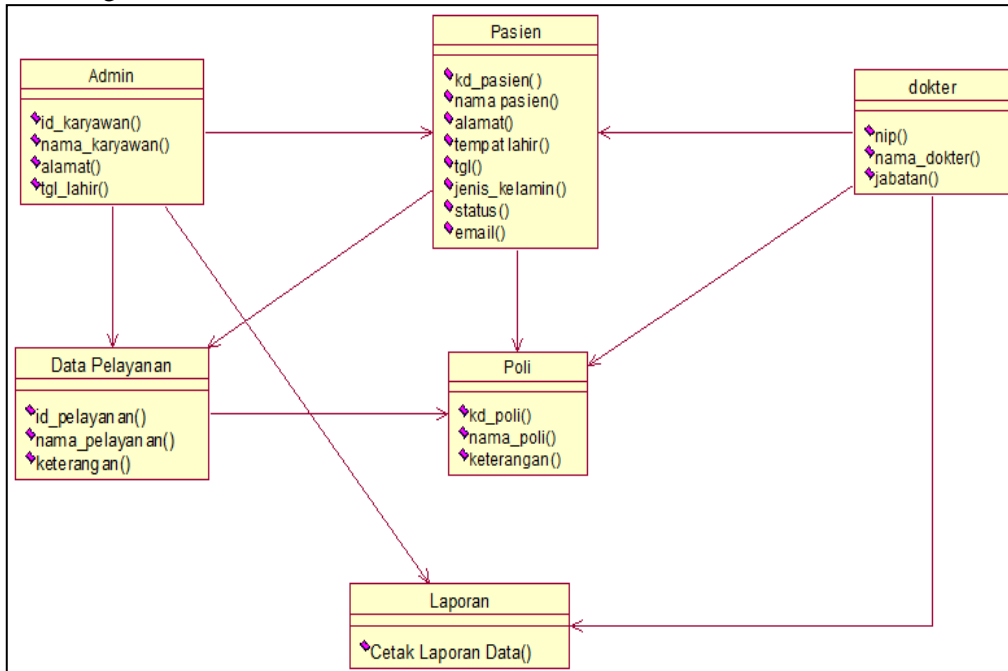 Pasien
kd_pasien()
nama pasien()
alamat()
tempat lahir()
tgl()
jenis_kelamin()
status()
email()
Admin
id_karyawan()
nama_karyawan()
alamat()
tgl_lahir()
dokter
nip()
nama_dokter()
jabatan()
Data Pelayanan
id_pelayanan()
nama_pelayanan()
keterangan()
Poli
kd_poli()
nama_poli()
keterangan()
Laporan
Cetak Laporan Data()